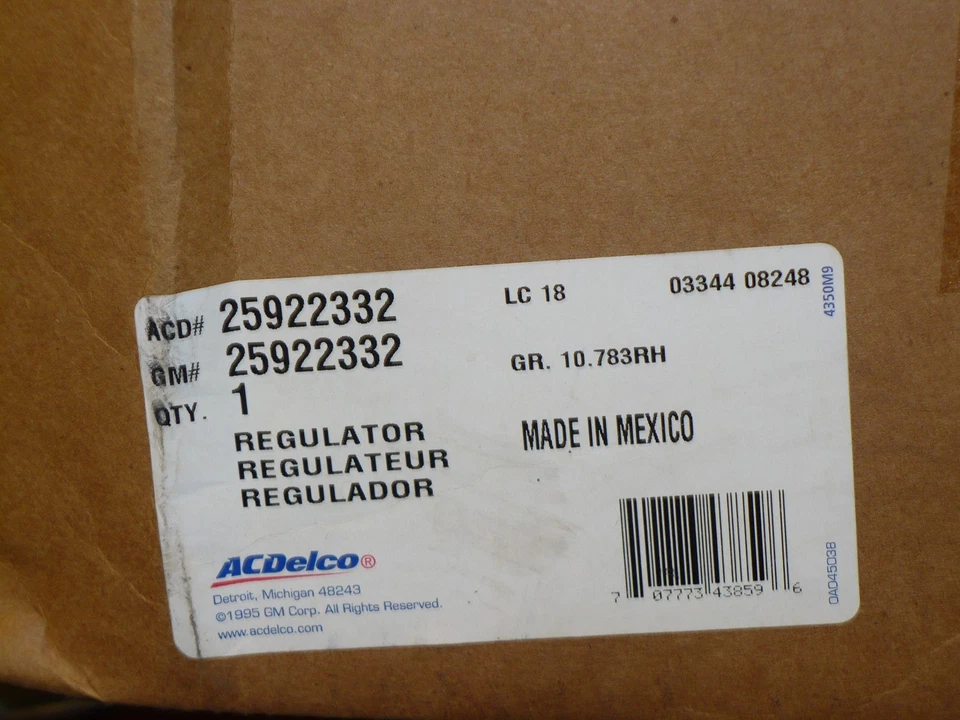 ACD# 25922332
LC 18
03344 08248
4350M9
GM# 25922332
GR. 10.783RH
QTY. 1
REGULATOR
MADE IN MEXICO
REGULATEUR
REGULADOR
ACDelco®
Detroit, Michigan 48243
©1995 GM Corp. All Rights Reserved.
www.acdelco.com
7 07773 43859 6
0A04503B